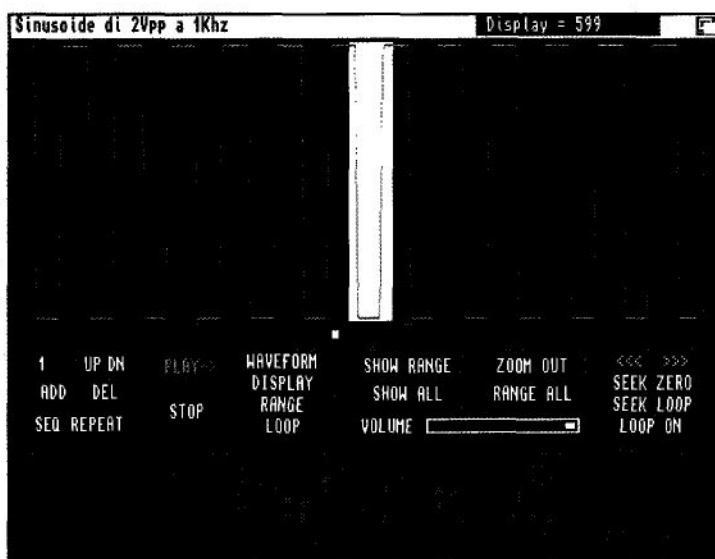 Sinusoide di 2Vpp a 1Khz Display = 599
1 UP DN PLAY-> WAVEFORM SHOW RANGE ZOOM OUT <<< >>>
ADD DEL DISPLAY SHOW ALL RANGE ALL SEEK ZERO
SEQ REPEAT STOP RANGE VOLUME SEEK LOOP
LOOP LOOP ON